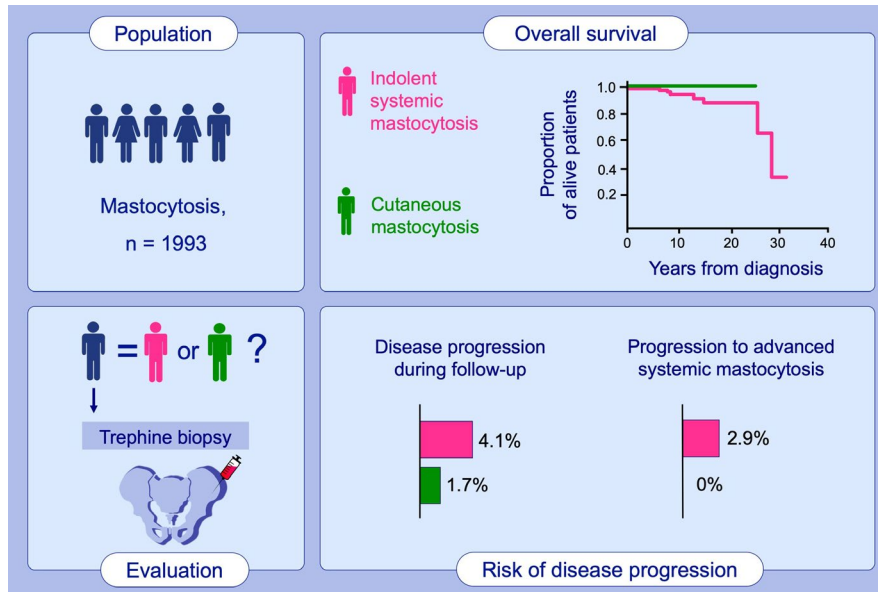 Population
Mastocytosis,
n = 1993
Overall survival
Indolent
systemic
mastocytosis
Cutaneous
mastocytosis
Proportion
of alive patients
1.0
0.8
0.6
0.4
0.2
0
10
20
30
40
Years from diagnosis
= or ?
Trephine biopsy
Evaluation
Disease progression
during follow-up
4.1%
1.7%
Progression to advanced
systemic mastocytosis
2.9%
0%
Risk of disease progression